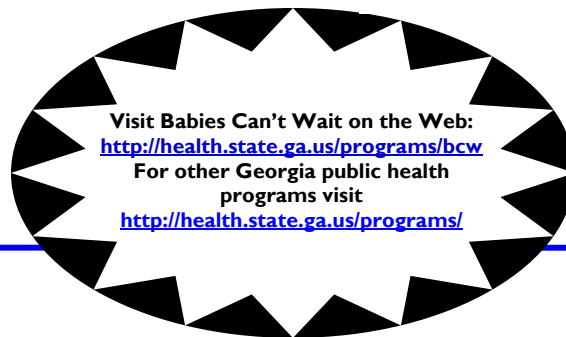 Visit Babies Can’t Wait on the Web:
http://health.state.ga.us/programs/bcw
For other Georgia public health
programs visit
http://health.state.ga.us/programs/